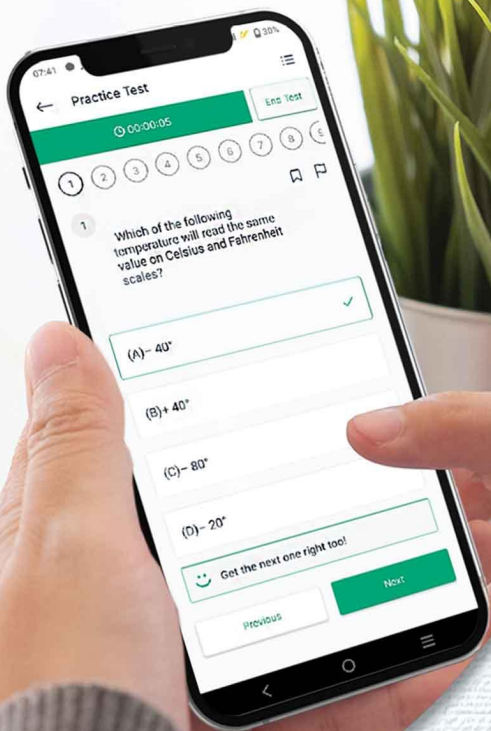 07:41
30%
Practice Test
00:00:05
End Test
1 2 3 4 5 6 7 8 9
1
Which of the following
temperature will read the same
value on Celsius and Fahrenheit
scales?
(A)– 40°
(B)+ 40°
(C)– 80°
(D)– 20°
Get the next one right too!
Previous
Next